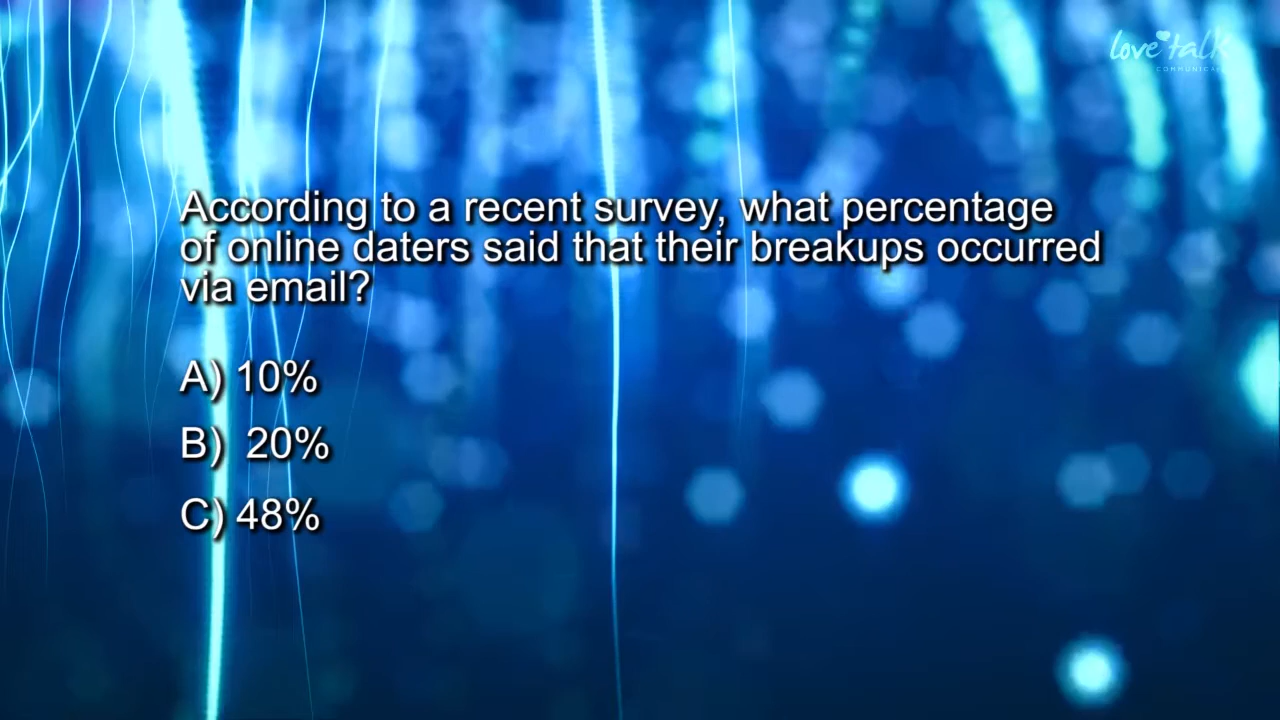 love talk
According to a recent survey, what percentage
of online daters said that their breakups occurred
via email?
A) 10%
B) 20%
C) 48%